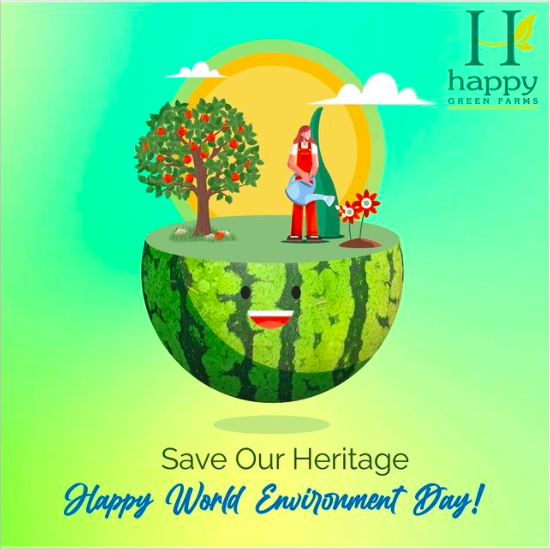 H
happy
GREEN FARMS
Save Our Heritage
Happy World Environment Day!